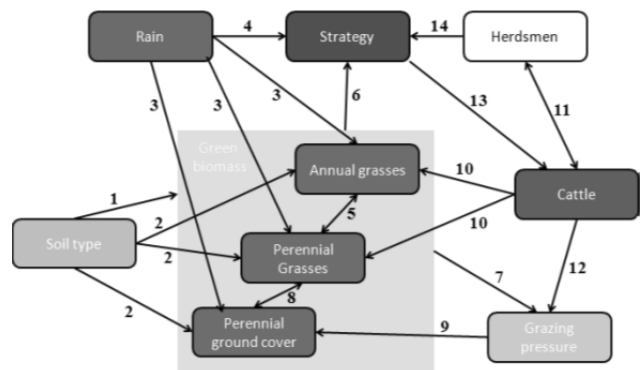 4
14
Rain
Strategy
Herdsmen
3
3
3
6
13
11
Green
biomass
Annual grasses
10
Cattle
1
2
5
10
Soil type
2
Perennial
Grasses
7
12
8
2
Perennial
ground cover
9
Grazing
pressure